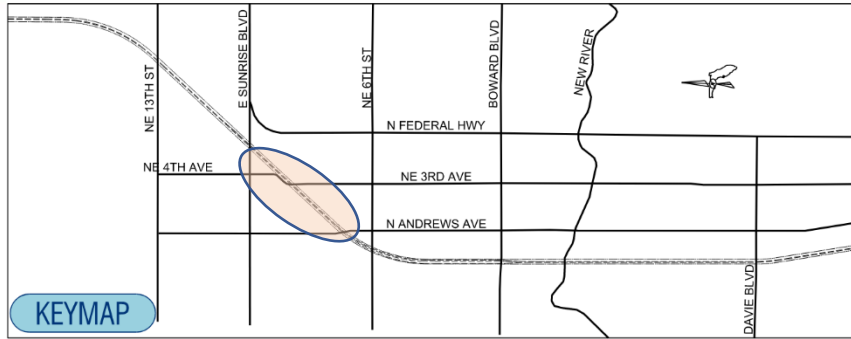 NE 13TH ST
E SUNRISE BLVD
NE 6TH ST
BOWARD BLVD
NEW RIVER
N FEDERAL HWY
NE 4TH AVE
NE 3RD AVE
N ANDREWS AVE
DAVIE BLVD
KEYMAP